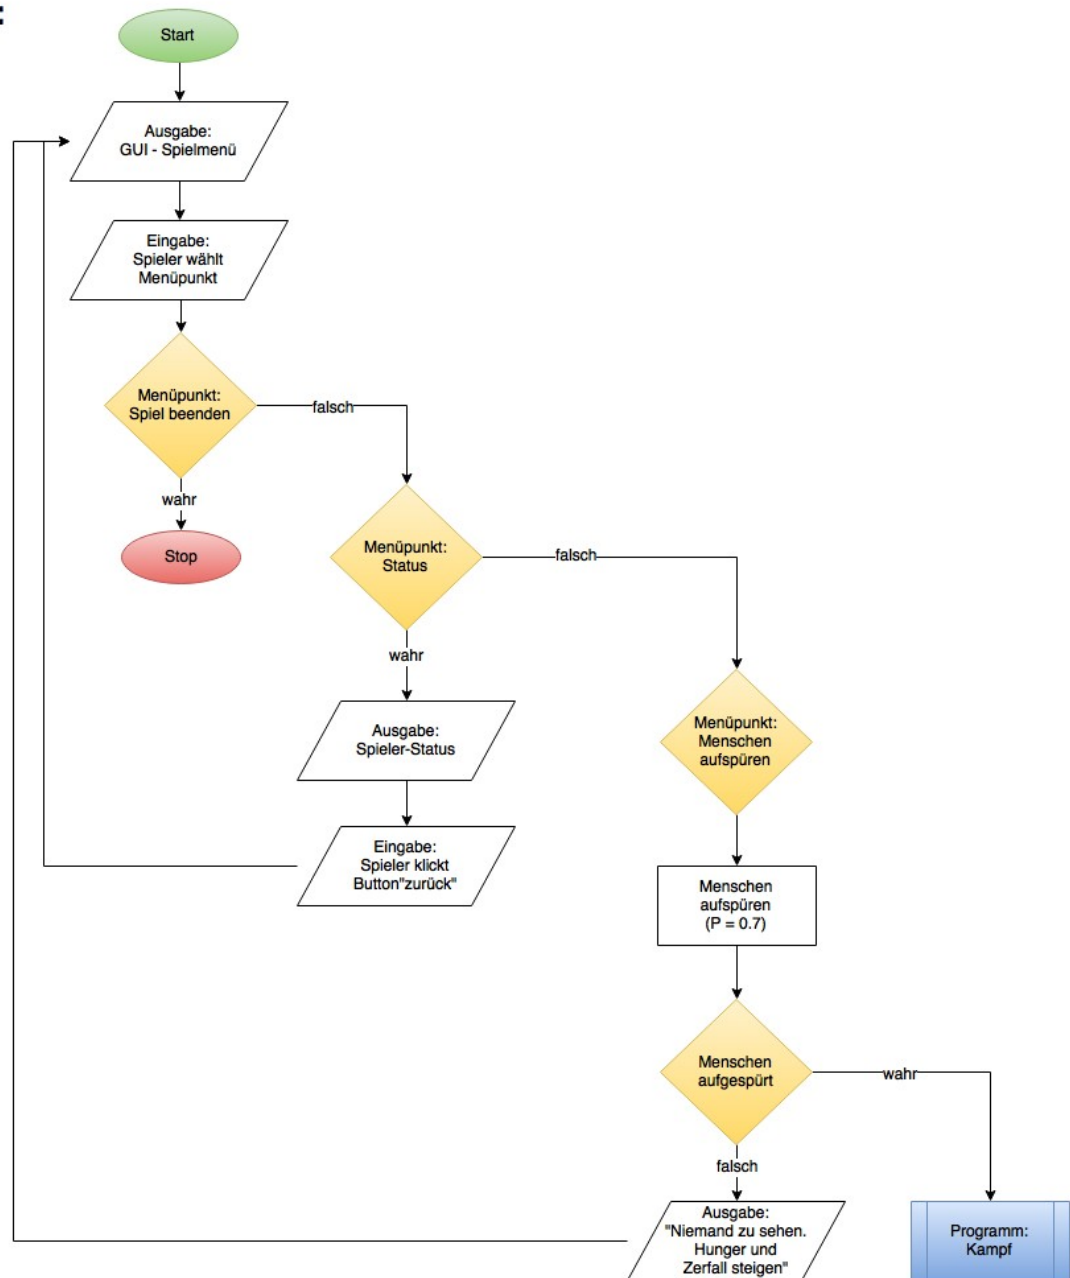 :
Start
Ausgabe:
GUI - Spielmenü
Eingabe:
Spieler wählt
Menüpunkt
Menüpunkt:
Spiel beenden
falsch
wahr
Stop
Menüpunkt:
Status
falsch
wahr
Ausgabe:
Spieler-Status
Eingabe:
Spieler klickt
Button"zurück"
Menüpunkt:
Menschen
aufspüren
Menschen
aufspüren
(P = 0.7)
Menschen
aufgespürt
wahr
falsch
Ausgabe:
"Niemand zu sehen.
Hunger und
Zerfall steigen"
Programm:
Kampf